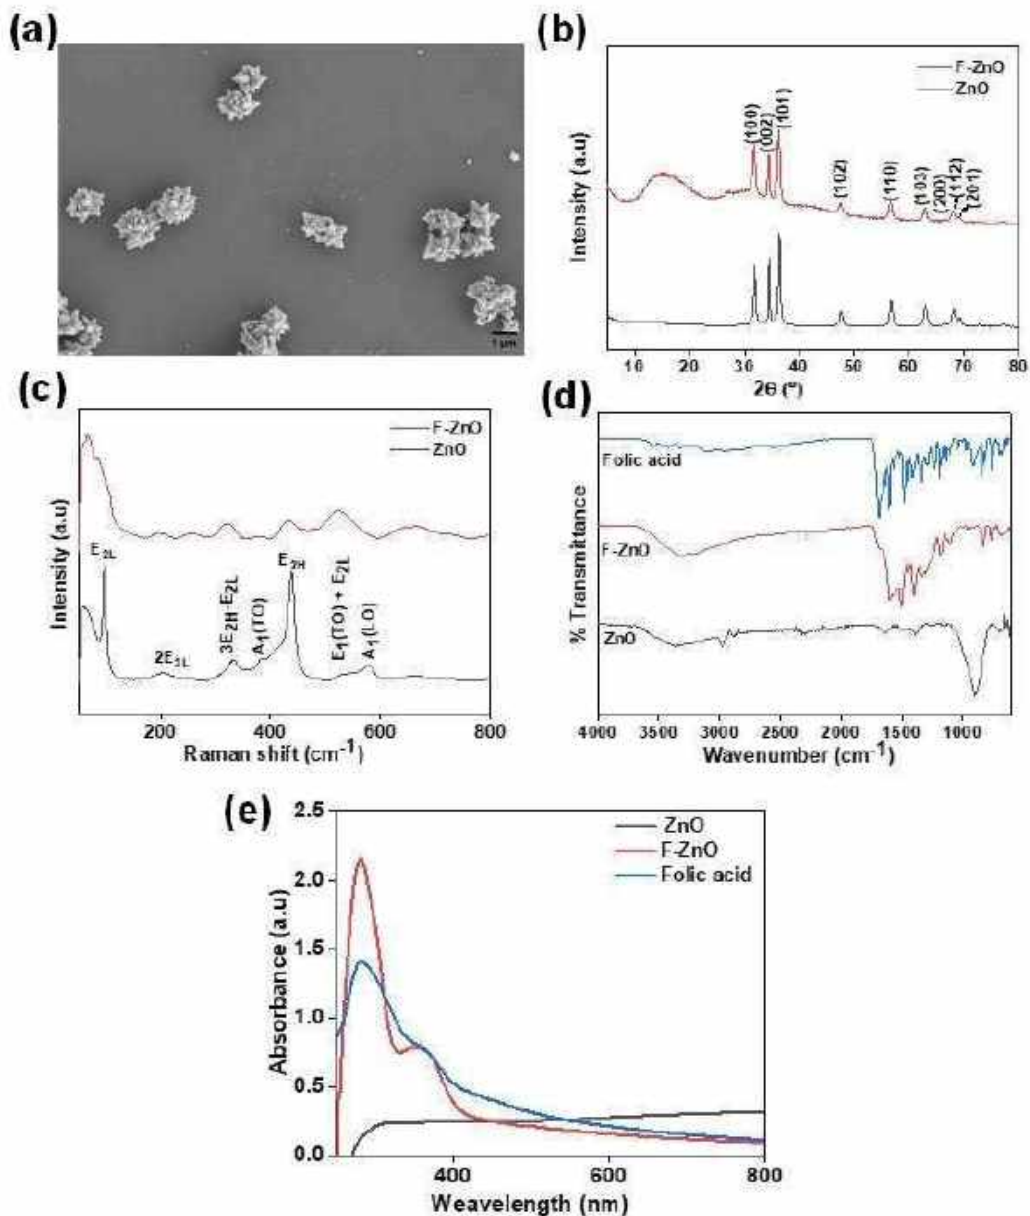 (a)
1 μm
(b)
F-ZnO
ZnO
(100)
(002)
(101)
(102)
(110)
(103)
(200)
(112)
(201)
Intensity (a.u)
10 20 30 40 50 60 70 80
2θ (°)
(c)
F-ZnO
ZnO
E2L
2E2L
3E2H-E2L
A1(TO)
E2H
E1(TO) + E2L
A1(LO)
Intensity (a.u)
200 400 600 800
Raman shift (cm-1)
(d)
Folic acid
F-ZnO
ZnO
% Transmittance
4000 3500 3000 2500 2000 1500 1000
Wavenumber (cm-1)
(e)
2.5
2.0
1.5
1.0
0.5
0.0
ZnO
F-ZnO
Folic acid
Absorbance (a.u)
400 600 800
Weavelength (nm)